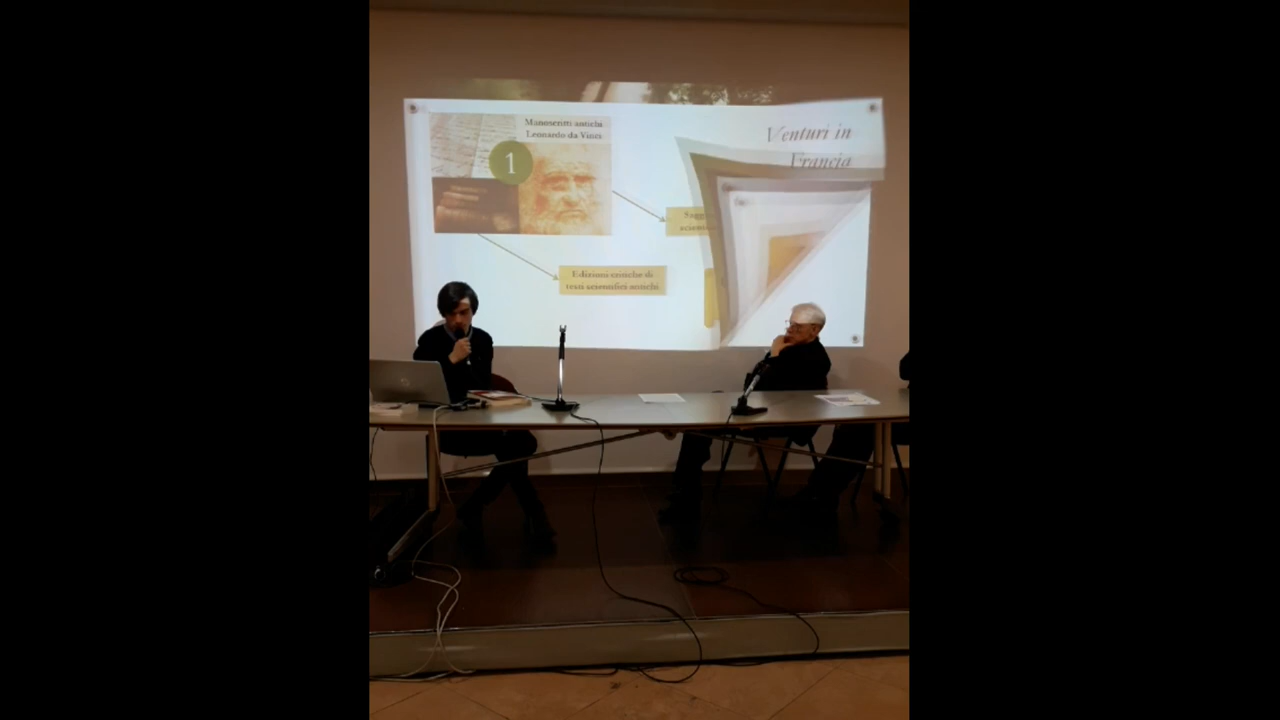 Manoscritti antichi
Leonardo da Vinci
1
Venturi in
Francia
Edizioni critiche di
testi scientifici antichi